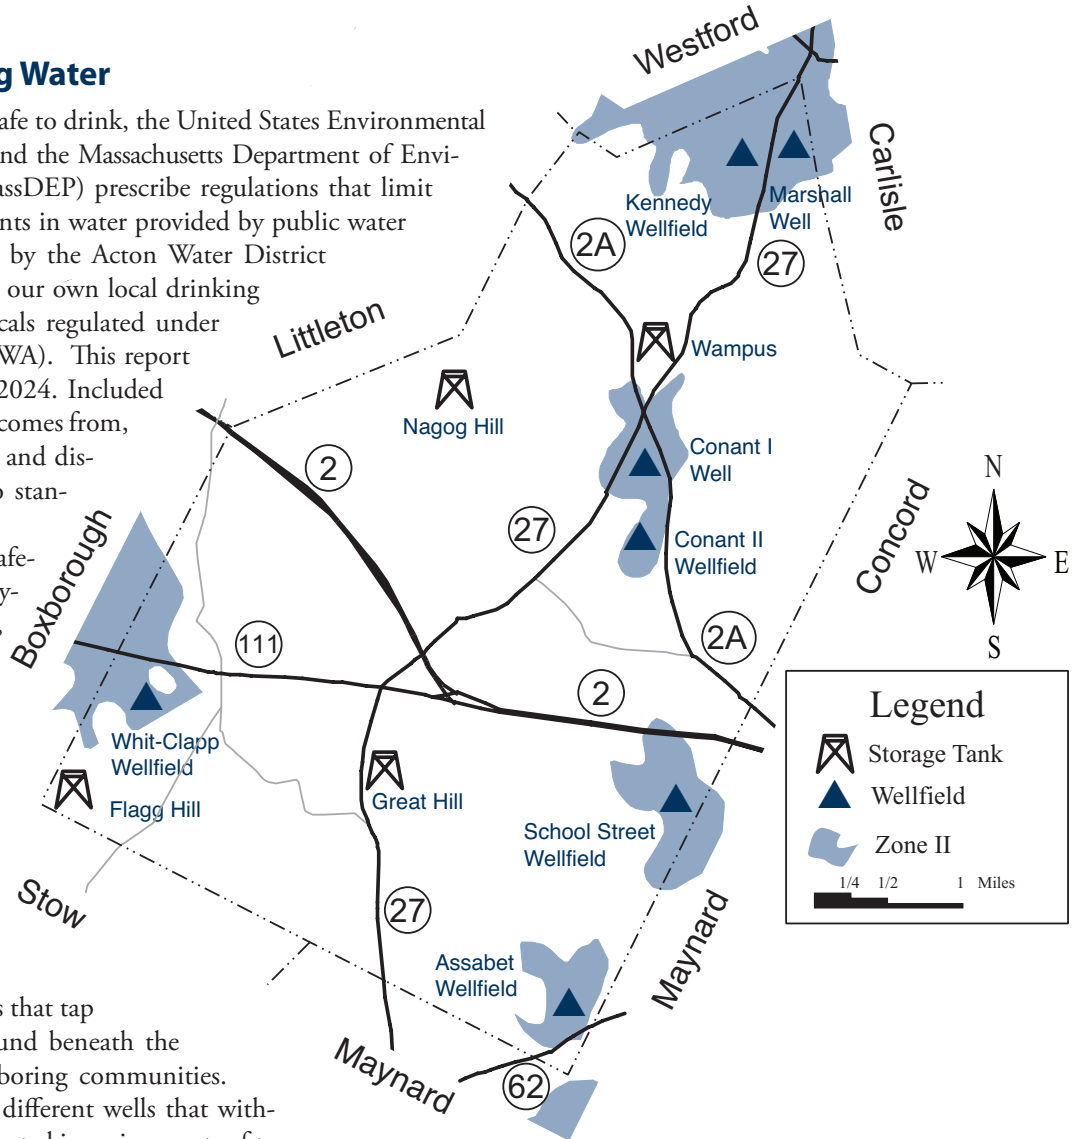 g Water
afe to drink, the United States Environmental
nd the Massachusetts Department of Envi-
assDEP) prescribe regulations that limit
nts in water provided by public water
by the Acton Water District
our own local drinking
cals regulated under
WA). This report
2024. Included
comes from,
and dis-
stan-
afe-
y-
s that tap
und beneath the
boring communities.
different wells that with-
Westford
Carlisle
Kennedy
Wellfield
Marshall
Well
2A
27
Littleton
Wampus
Nagog Hill
Conant I
Well
2
27
Conant II
Wellfield
Concord
N
W
E
S
Boxborough
111
2A
2
Whit-Clapp
Wellfield
Flagg Hill
Great Hill
School Street
Wellfield
Stow
27
Assabet
Wellfield
Maynard
Maynard
62
Legend
Storage Tank
Wellfield
Zone II
1/4 1/2 1 Miles